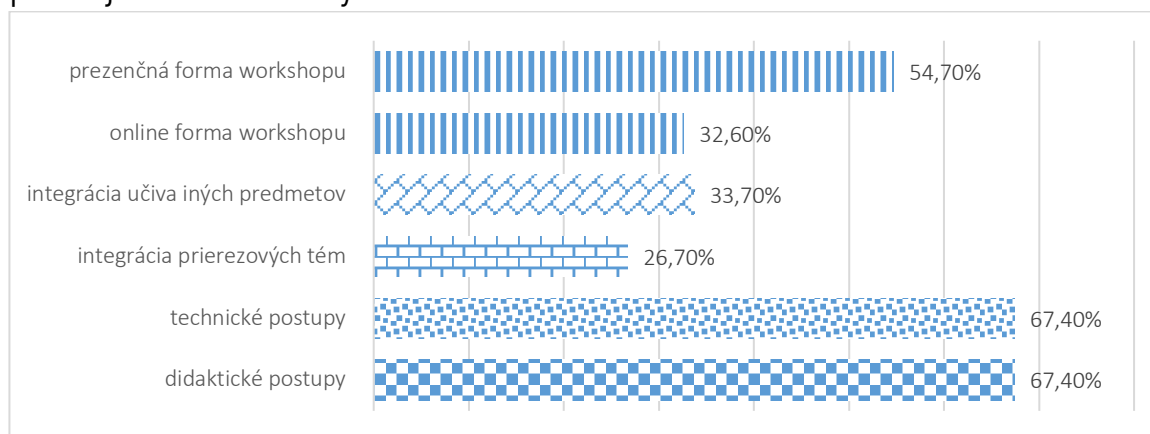 prezenčná forma workshopu 54,70%
online forma workshopu 32,60%
integrácia učiva iných predmetov 33,70%
integrácia prierezových tém 26,70%
technické postupy 67,40%
didaktické postupy 67,40%